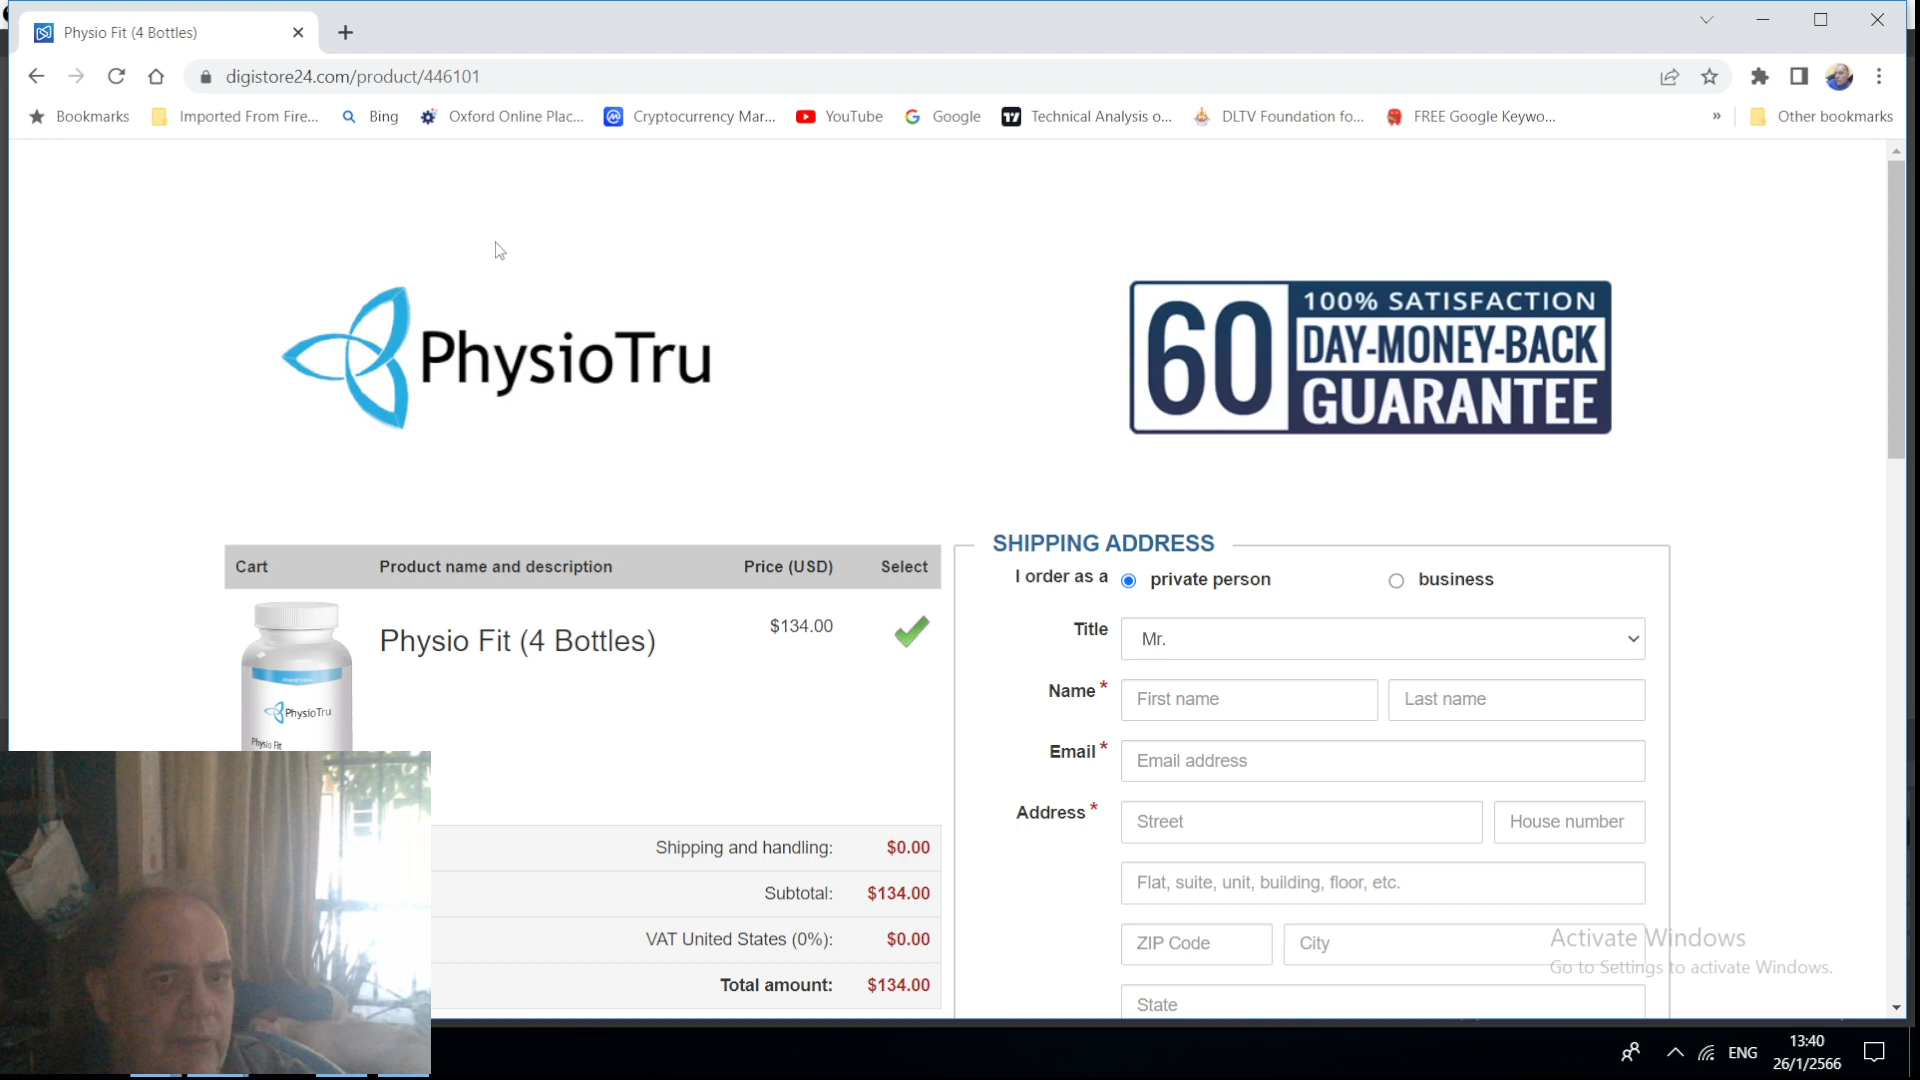 Physio Fit (4 Bottles)
digistore24.com/product/446101
Bookmarks
Imported From Fire...
Bing
Oxford Online Plac...
Cryptocurrency Mar...
YouTube
Google
Technical Analysis o...
DLTV Foundation fo...
FREE Google Keywo...
»
Other bookmarks
PhysioTru
60
100% SATISFACTION
DAY-MONEY-BACK
GUARANTEE
Cart
Product name and description
Price (USD)
Select
Physio Fit (4 Bottles)
$134.00
PhysioTru
Physio Fit
Shipping and handling: $0.00
Subtotal: $134.00
VAT United States (0%): $0.00
Total amount: $134.00
SHIPPING ADDRESS
I order as a private person business
Title Mr.
Name * First name Last name
Email * Email address
Address * Street House number
Flat, suite, unit, building, floor, etc.
ZIP Code City
State
Activate Windows
Go to Settings to activate Windows.
ENG
13:40
26/1/2566